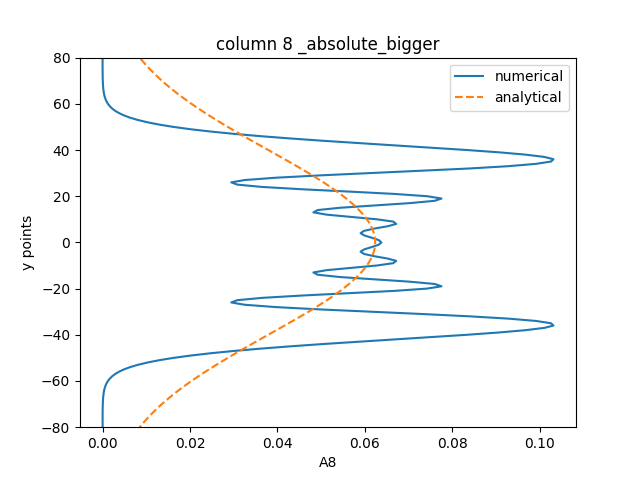 column 8 _absolute_bigger
numerical
analytical
80
60
40
20
0
−20
−40
−60
−80
y points
0.00 0.02 0.04 0.06 0.08 0.10
A8